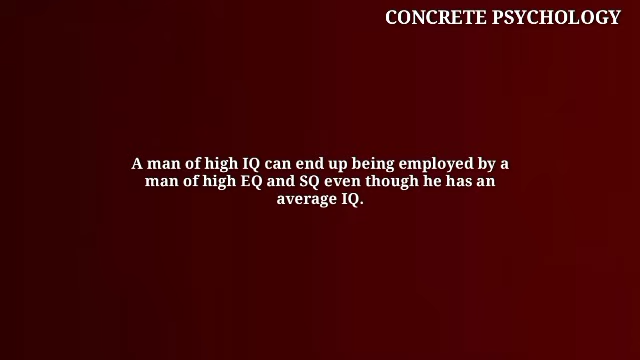 CONCRETE PSYCHOLOGY
A man of high IQ can end up being employed by a
man of high EQ and SQ even though he has an
average IQ.